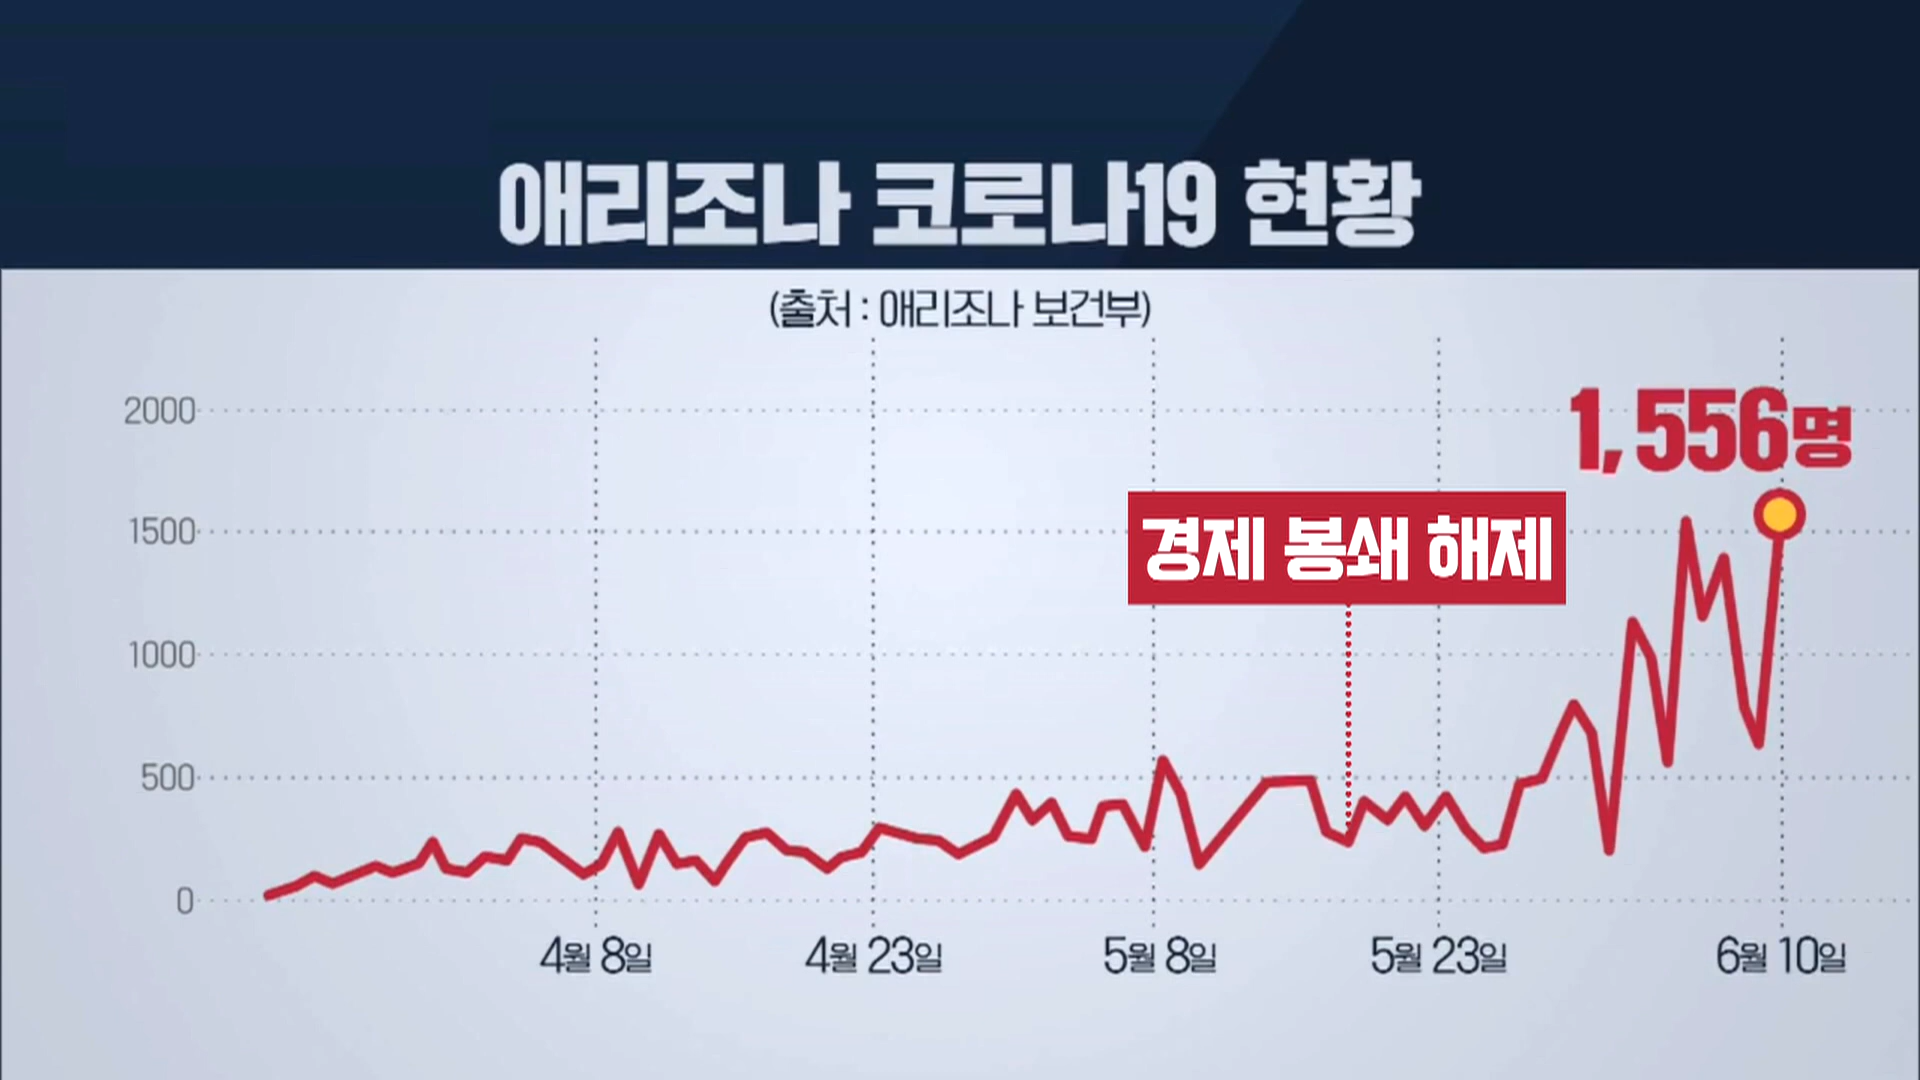 애리조나 코로나19 현황
(출처 : 애리조나 보건부)
2000
1500
1000
500
0
1,556명
경제 봉쇄 해제
4월 8일
4월 23일
5월 8일
5월 23일
6월 10일